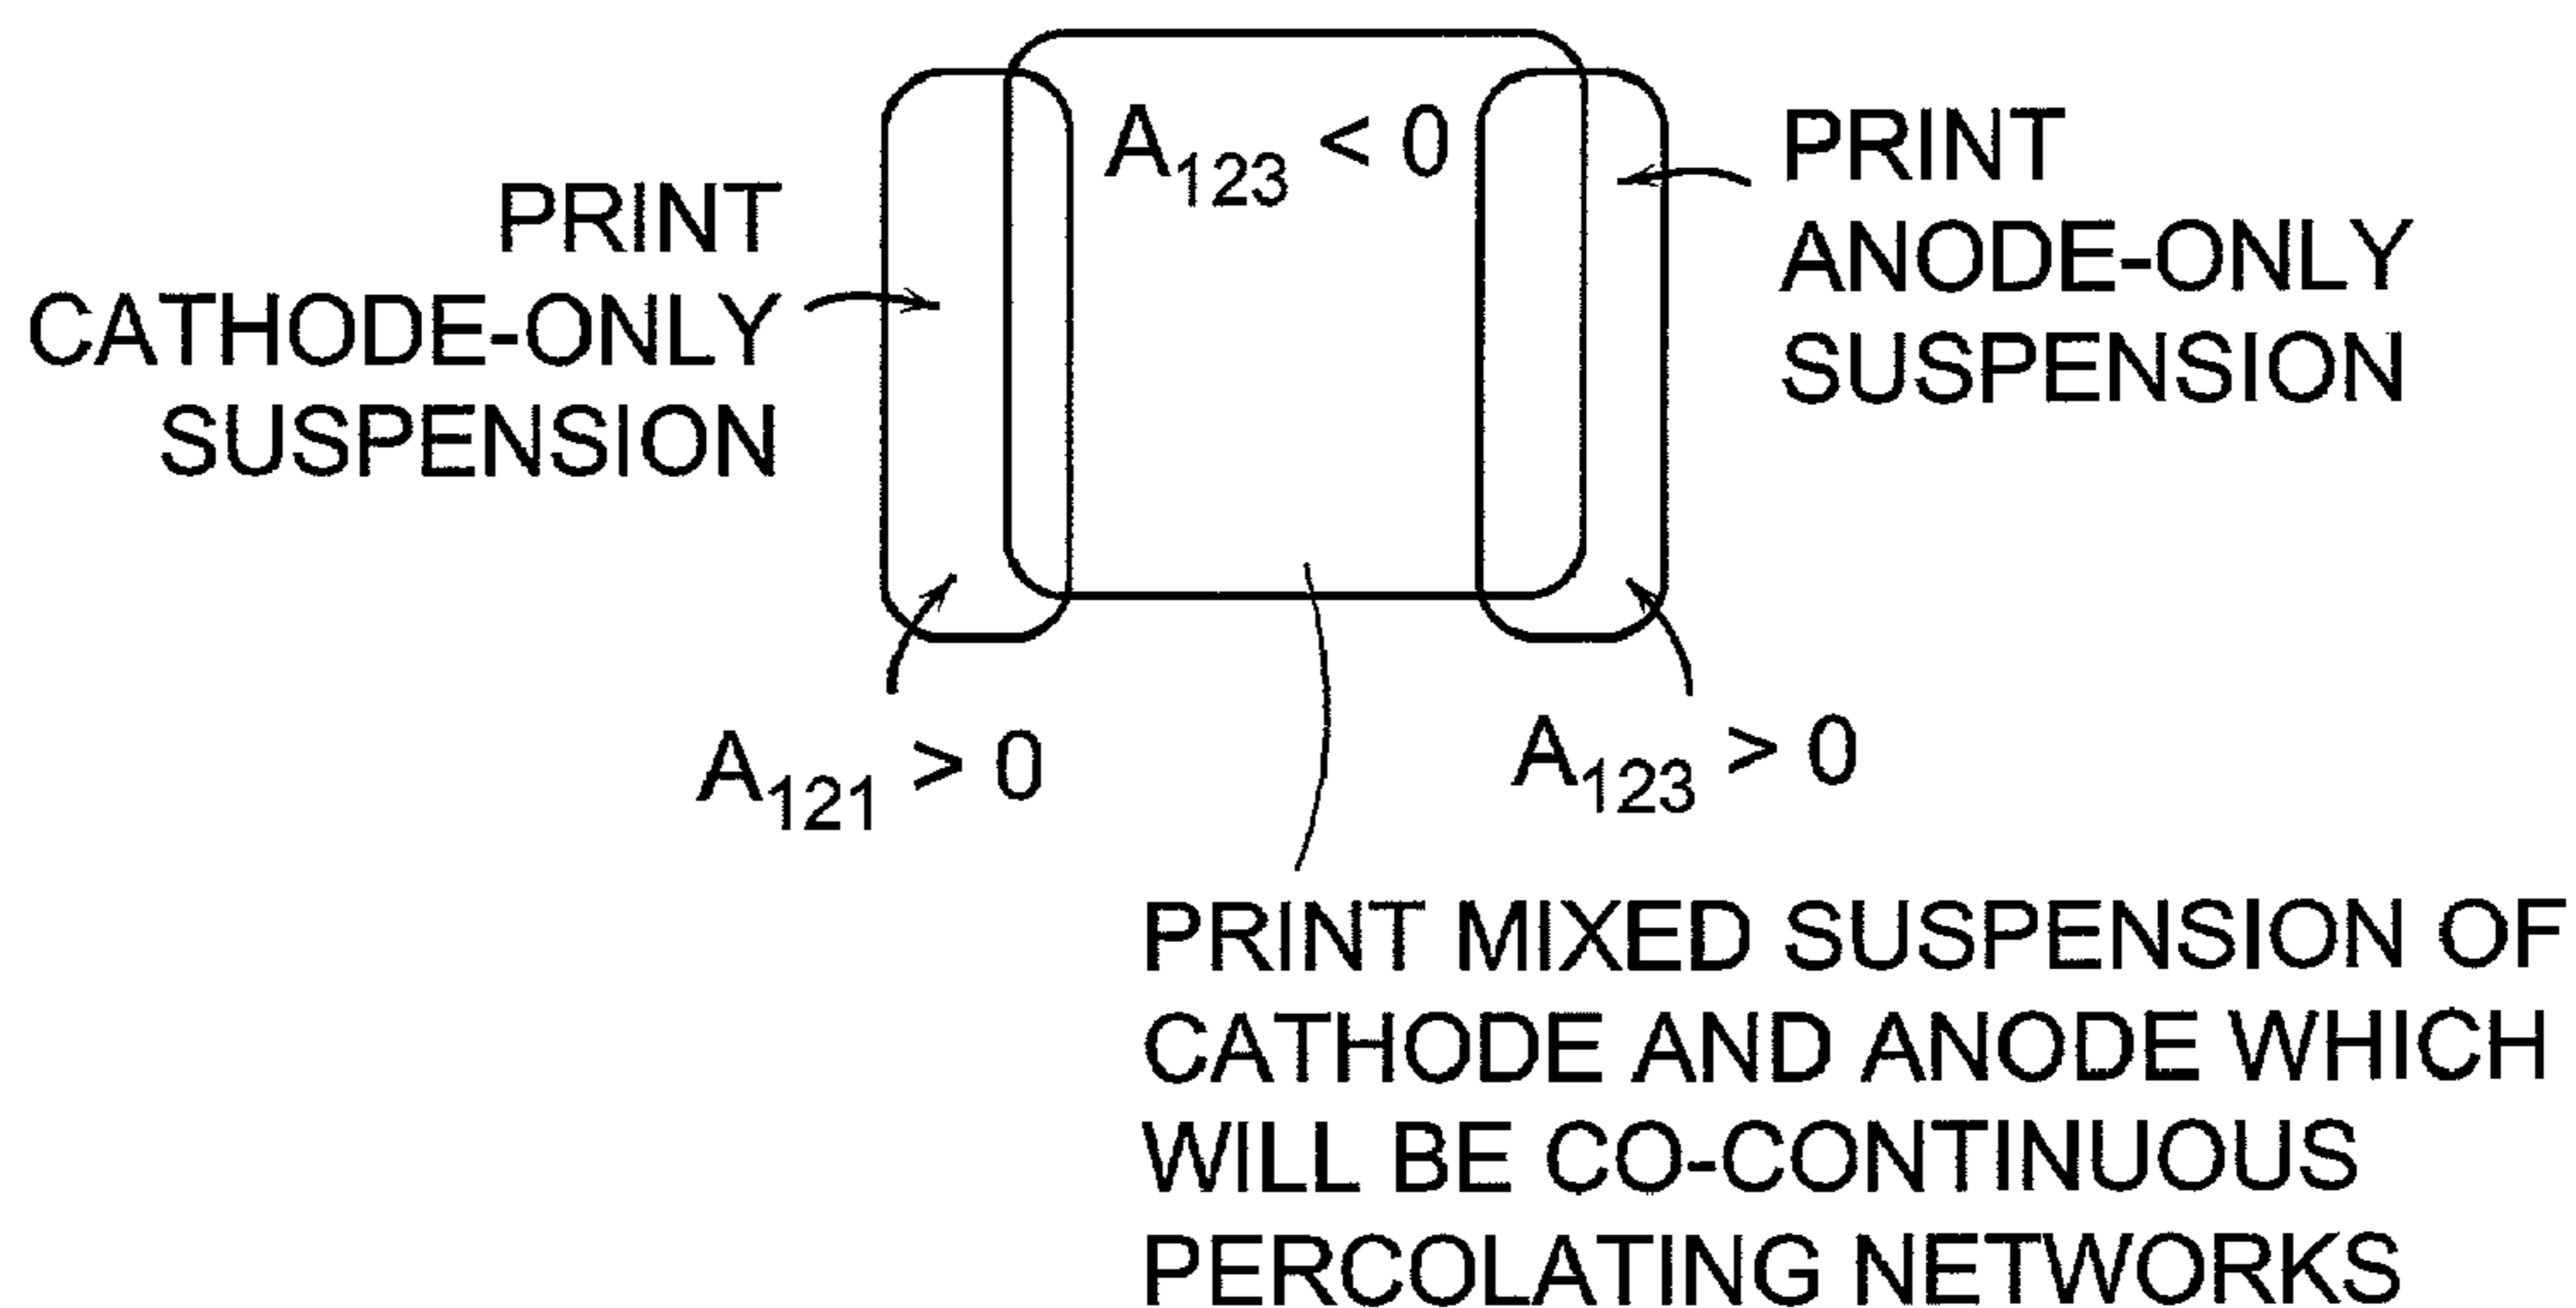 PRINT
CATHODE-ONLY
SUSPENSION
A₁₂₃ < 0
PRINT
ANODE-ONLY
SUSPENSION
A₁₂₁ > 0
A₁₂₃ > 0
PRINT MIXED SUSPENSION OF
CATHODE AND ANODE WHICH
WILL BE CO-CONTINUOUS
PERCOLATING NETWORKS